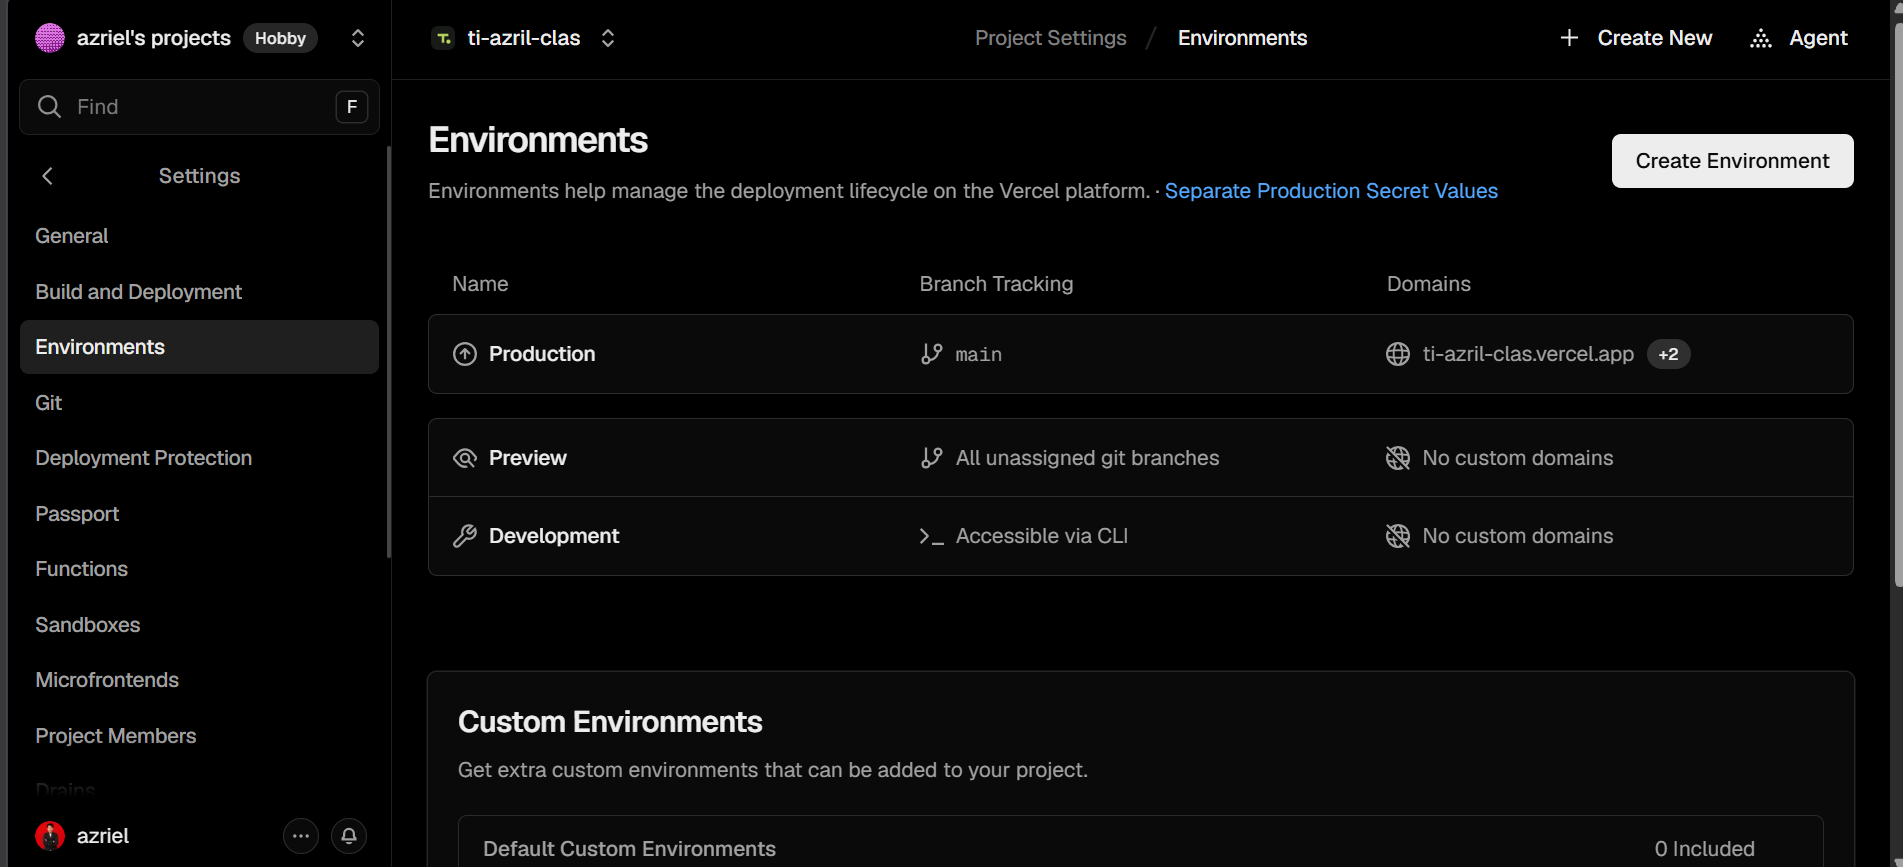 azriel's projects Hobby
ti-azril-clas
Project Settings / Environments
Create New
Agent
Find F
Settings
General
Build and Deployment
Environments
Git
Deployment Protection
Passport
Functions
Sandboxes
Microfrontends
Project Members
Drains
azriel
Environments
Environments help manage the deployment lifecycle on the Vercel platform. · Separate Production Secret Values
Create Environment
Name Branch Tracking Domains
Production main ti-azril-clas.vercel.app +2
Preview All unassigned git branches No custom domains
Development Accessible via CLI No custom domains
Custom Environments
Get extra custom environments that can be added to your project.
Default Custom Environments 0 Included